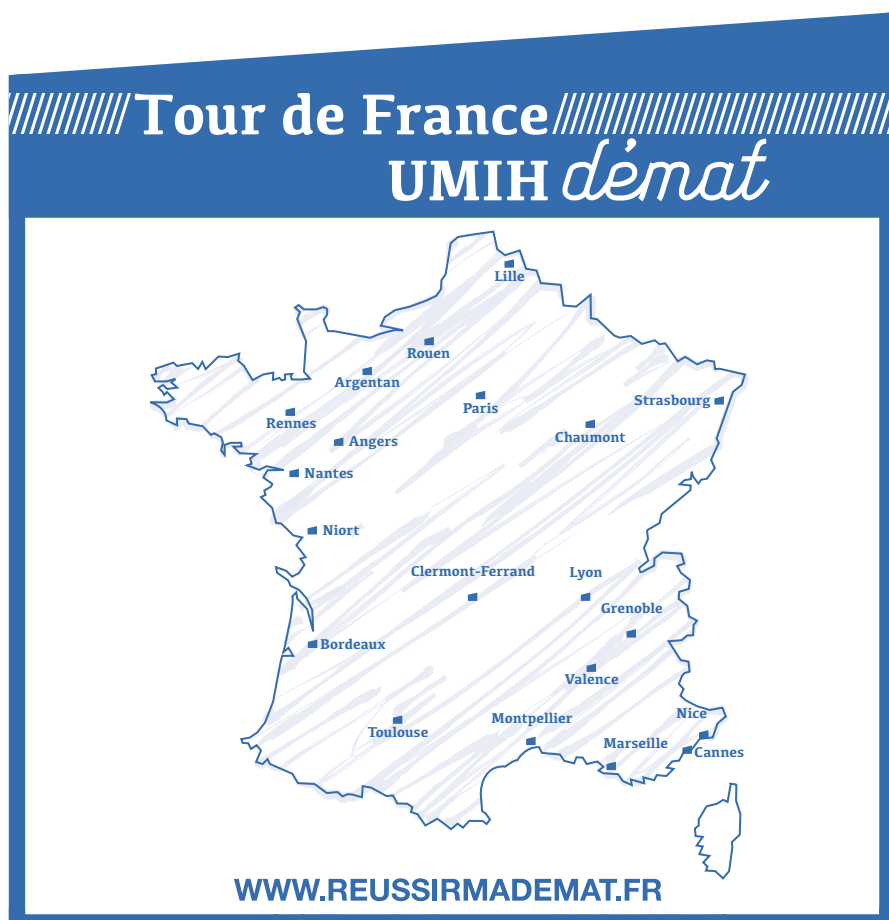 Tour de France
UMIH démat
Lille
Rouen
Argentan
Paris
Strasbourg
Rennes
Chaumont
Angers
Nantes
Niort
Clermont-Ferrand
Lyon
Grenoble
Bordeaux
Valence
Nice
Montpellier
Toulouse
Marseille
Cannes
WWW.REUSSIRMADEMAT.FR